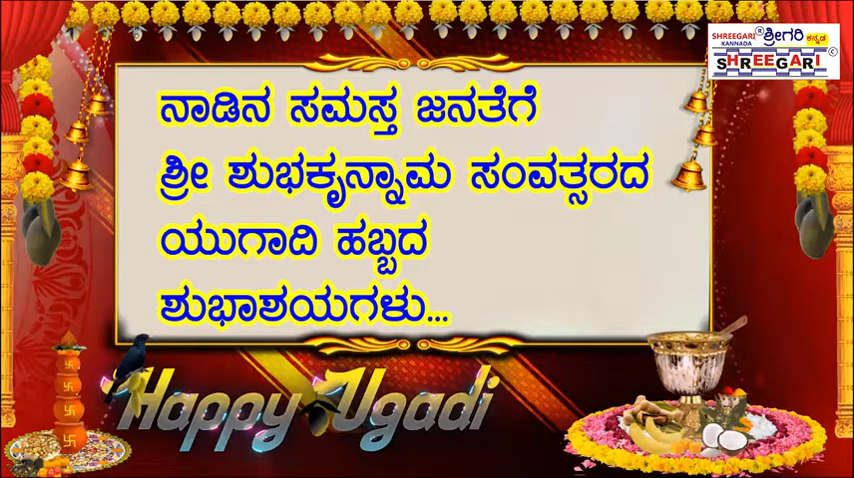 SHREEGARI® ಶ್ರೀಗರಿ ಕನ್ನಡ
KANNADA
SHREEGARI ©
ನಾಡಿನ ಸಮಸ್ತ ಜನತೆಗೆ
ಶ್ರೀ ಶುಭಕೃನ್ನಾಮ ಸಂವತ್ಸರದ
ಯುಗಾದಿ ಹಬ್ಬದ
ಶುಭಾಶಯಗಳು...
Happy Ugadi